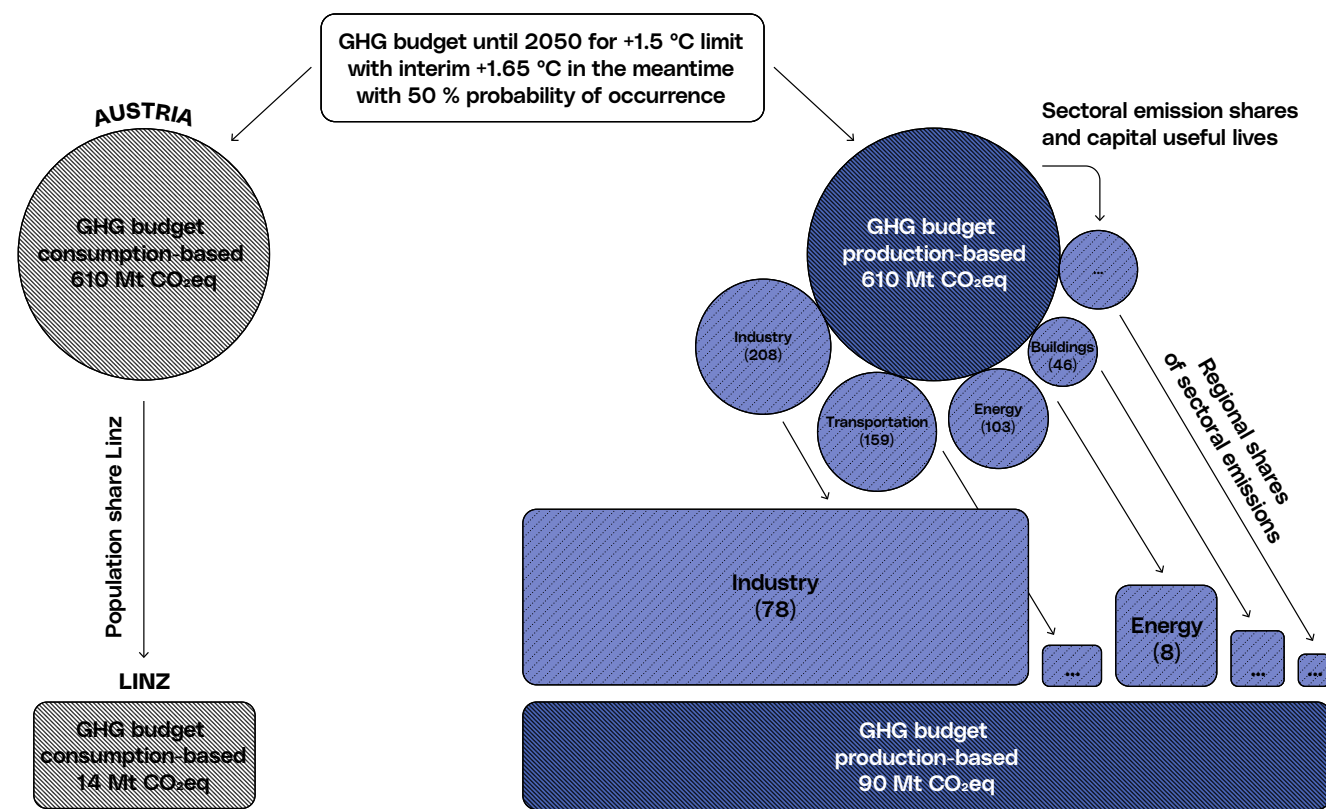 GHG budget until 2050 for +1.5 °C limit
with interim +1.65 °C in the meantime
with 50 % probability of occurrence
AUSTRIA
GHG budget
consumption-based
610 Mt CO₂eq
Sectoral emission shares
and capital useful lives
GHG budget
production-based
610 Mt CO₂eq
...
Industry
(208)
Buildings
(46)
Transportation
(159)
Energy
(103)
Regional shares
of sectoral emissions
Population share Linz
Industry
(78)
...
Energy
(8)
...
...
LINZ
GHG budget
consumption-based
14 Mt CO₂eq
GHG budget
production-based
90 Mt CO₂eq